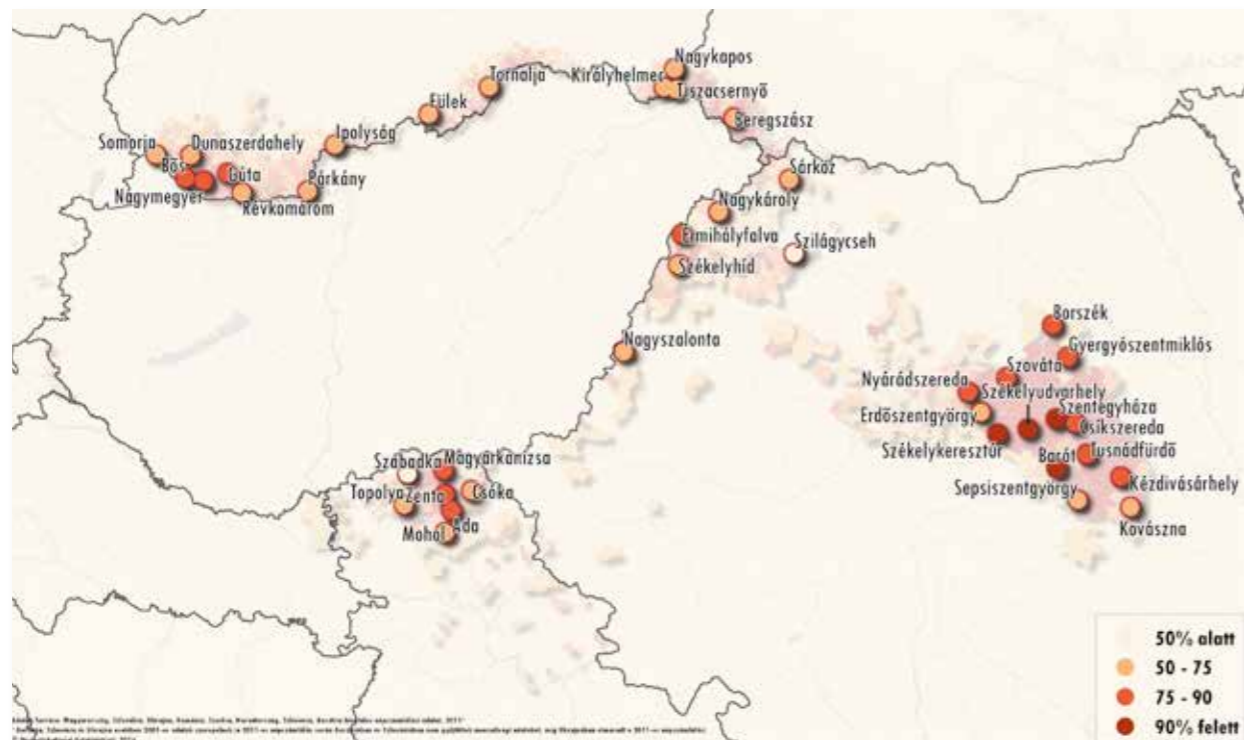 Nagykapos
Királyhelmec
Tiszacsernyő
Tornalja
Fülek
Beregszász
Ipolyság
Somorja
Dunaszerdahely
Bős
Gúta
Párkány
Nagymegyer
Révkomárom
Sárköz
Nagykároly
Érmihályfalva
Szilágycseh
Székelyhíd
Nagyszalonta
Borszék
Gyergyószentmiklós
Szováta
Nyárádszereda
Székelyudvarhely
Erdőszentgyörgy
Szentegyháza
Csíkszereda
Székelykeresztúr
Tusnádfürdő
Barót
Kézdivásárhely
Sepsiszentgyörgy
Kovászna
Szabadka
Magyarkanizsa
Topolya
Zenta
Csóka
Ada
Mohol
50% alatt
50 - 75
75 - 90
90% felett